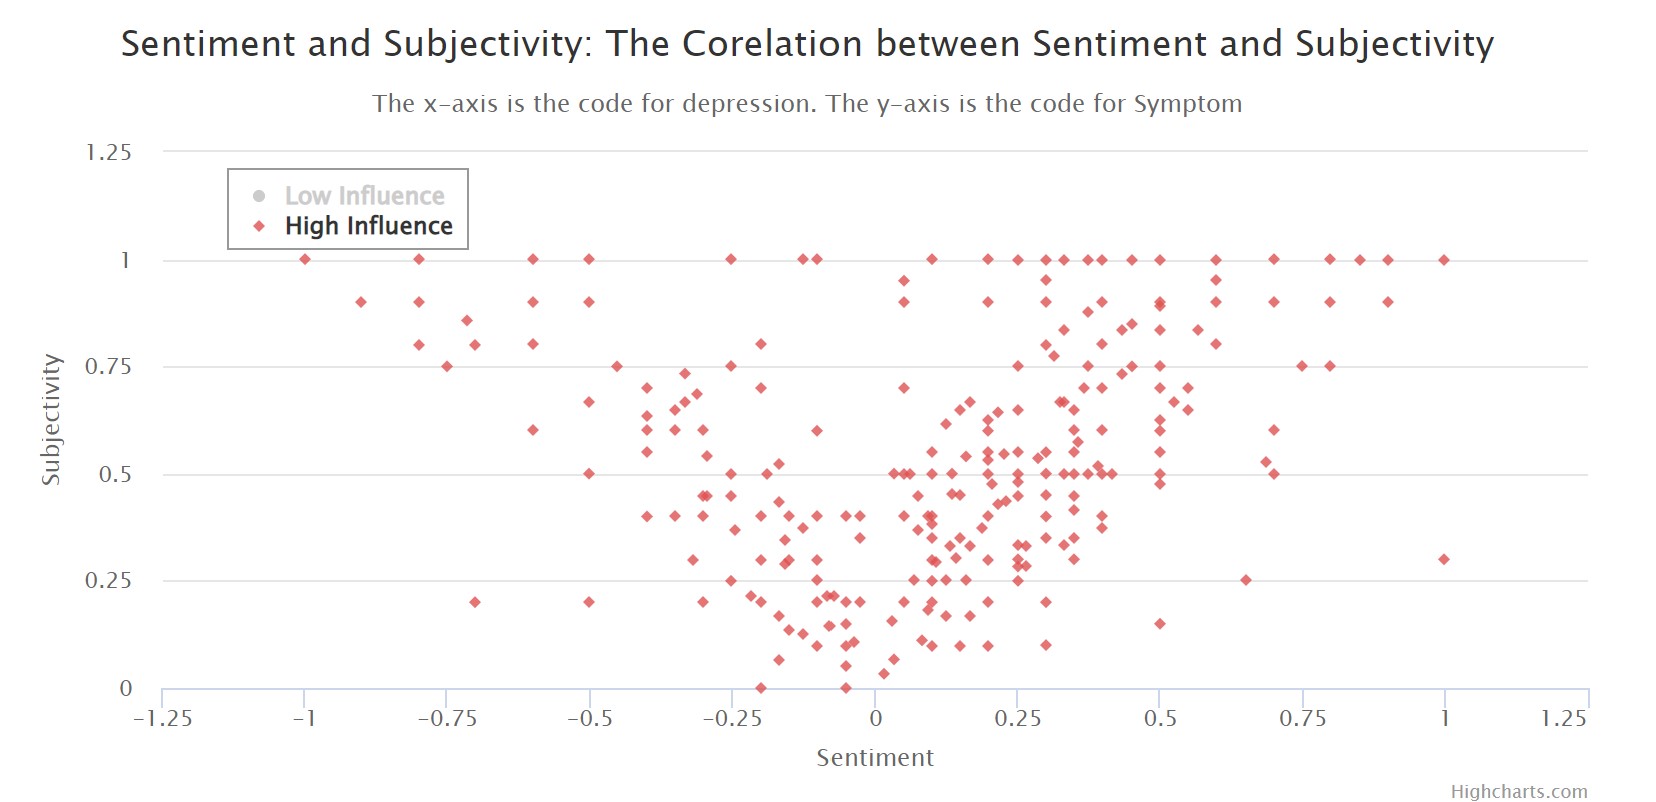 Sentiment and Subjectivity: The Corelation between Sentiment and Subjectivity
The x-axis is the code for depression. The y-axis is the code for Symptom
1.25
Low Influence
High Influence
1
0.75
Subjectivity
0.5
0.25
0
-1.25 -1 -0.75 -0.5 -0.25 0 0.25 0.5 0.75 1 1.25
Sentiment
Highcharts.com